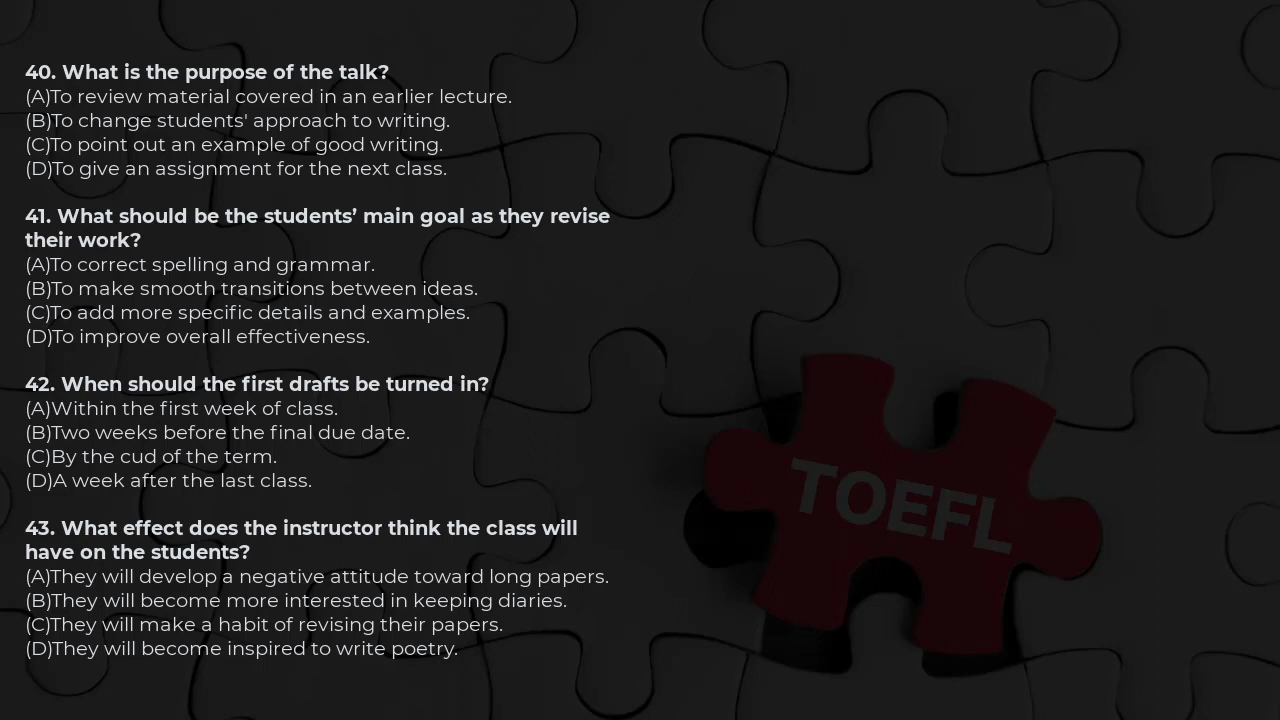 40. What is the purpose of the talk?
(A)To review material covered in an earlier lecture.
(B)To change students' approach to writing.
(C)To point out an example of good writing.
(D)To give an assignment for the next class.
41. What should be the students’ main goal as they revise
their work?
(A)To correct spelling and grammar.
(B)To make smooth transitions between ideas.
(C)To add more specific details and examples.
(D)To improve overall effectiveness.
42. When should the first drafts be turned in?
(A)Within the first week of class.
(B)Two weeks before the final due date.
(C)By the cud of the term.
(D)A week after the last class.
43. What effect does the instructor think the class will
have on the students?
(A)They will develop a negative attitude toward long papers.
(B)They will become more interested in keeping diaries.
(C)They will make a habit of revising their papers.
(D)They will become inspired to write poetry.
TOEFL